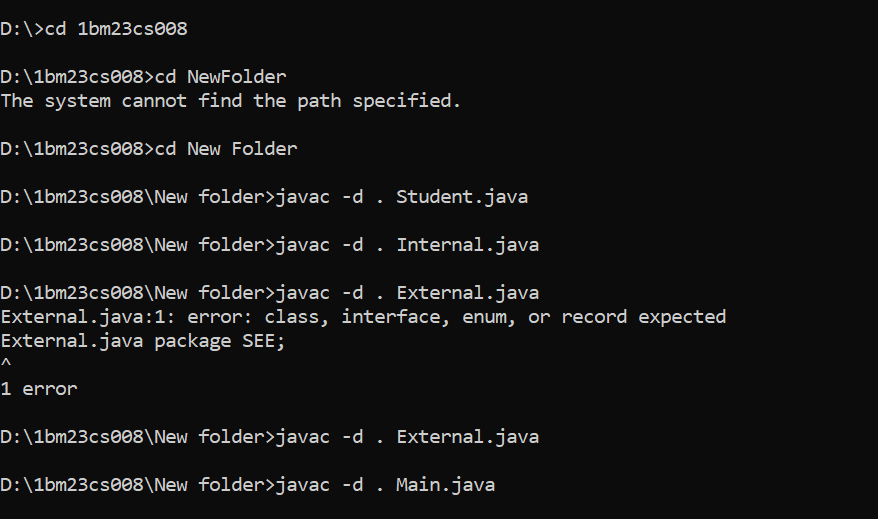 D:\>cd 1bm23cs008
D:\1bm23cs008>cd NewFolder
The system cannot find the path specified.
D:\1bm23cs008>cd New Folder
D:\1bm23cs008\New folder>javac -d . Student.java
D:\1bm23cs008\New folder>javac -d . Internal.java
D:\1bm23cs008\New folder>javac -d . External.java
External.java:1: error: class, interface, enum, or record expected
External.java package SEE;
^
1 error
D:\1bm23cs008\New folder>javac -d . External.java
D:\1bm23cs008\New folder>javac -d . Main.java